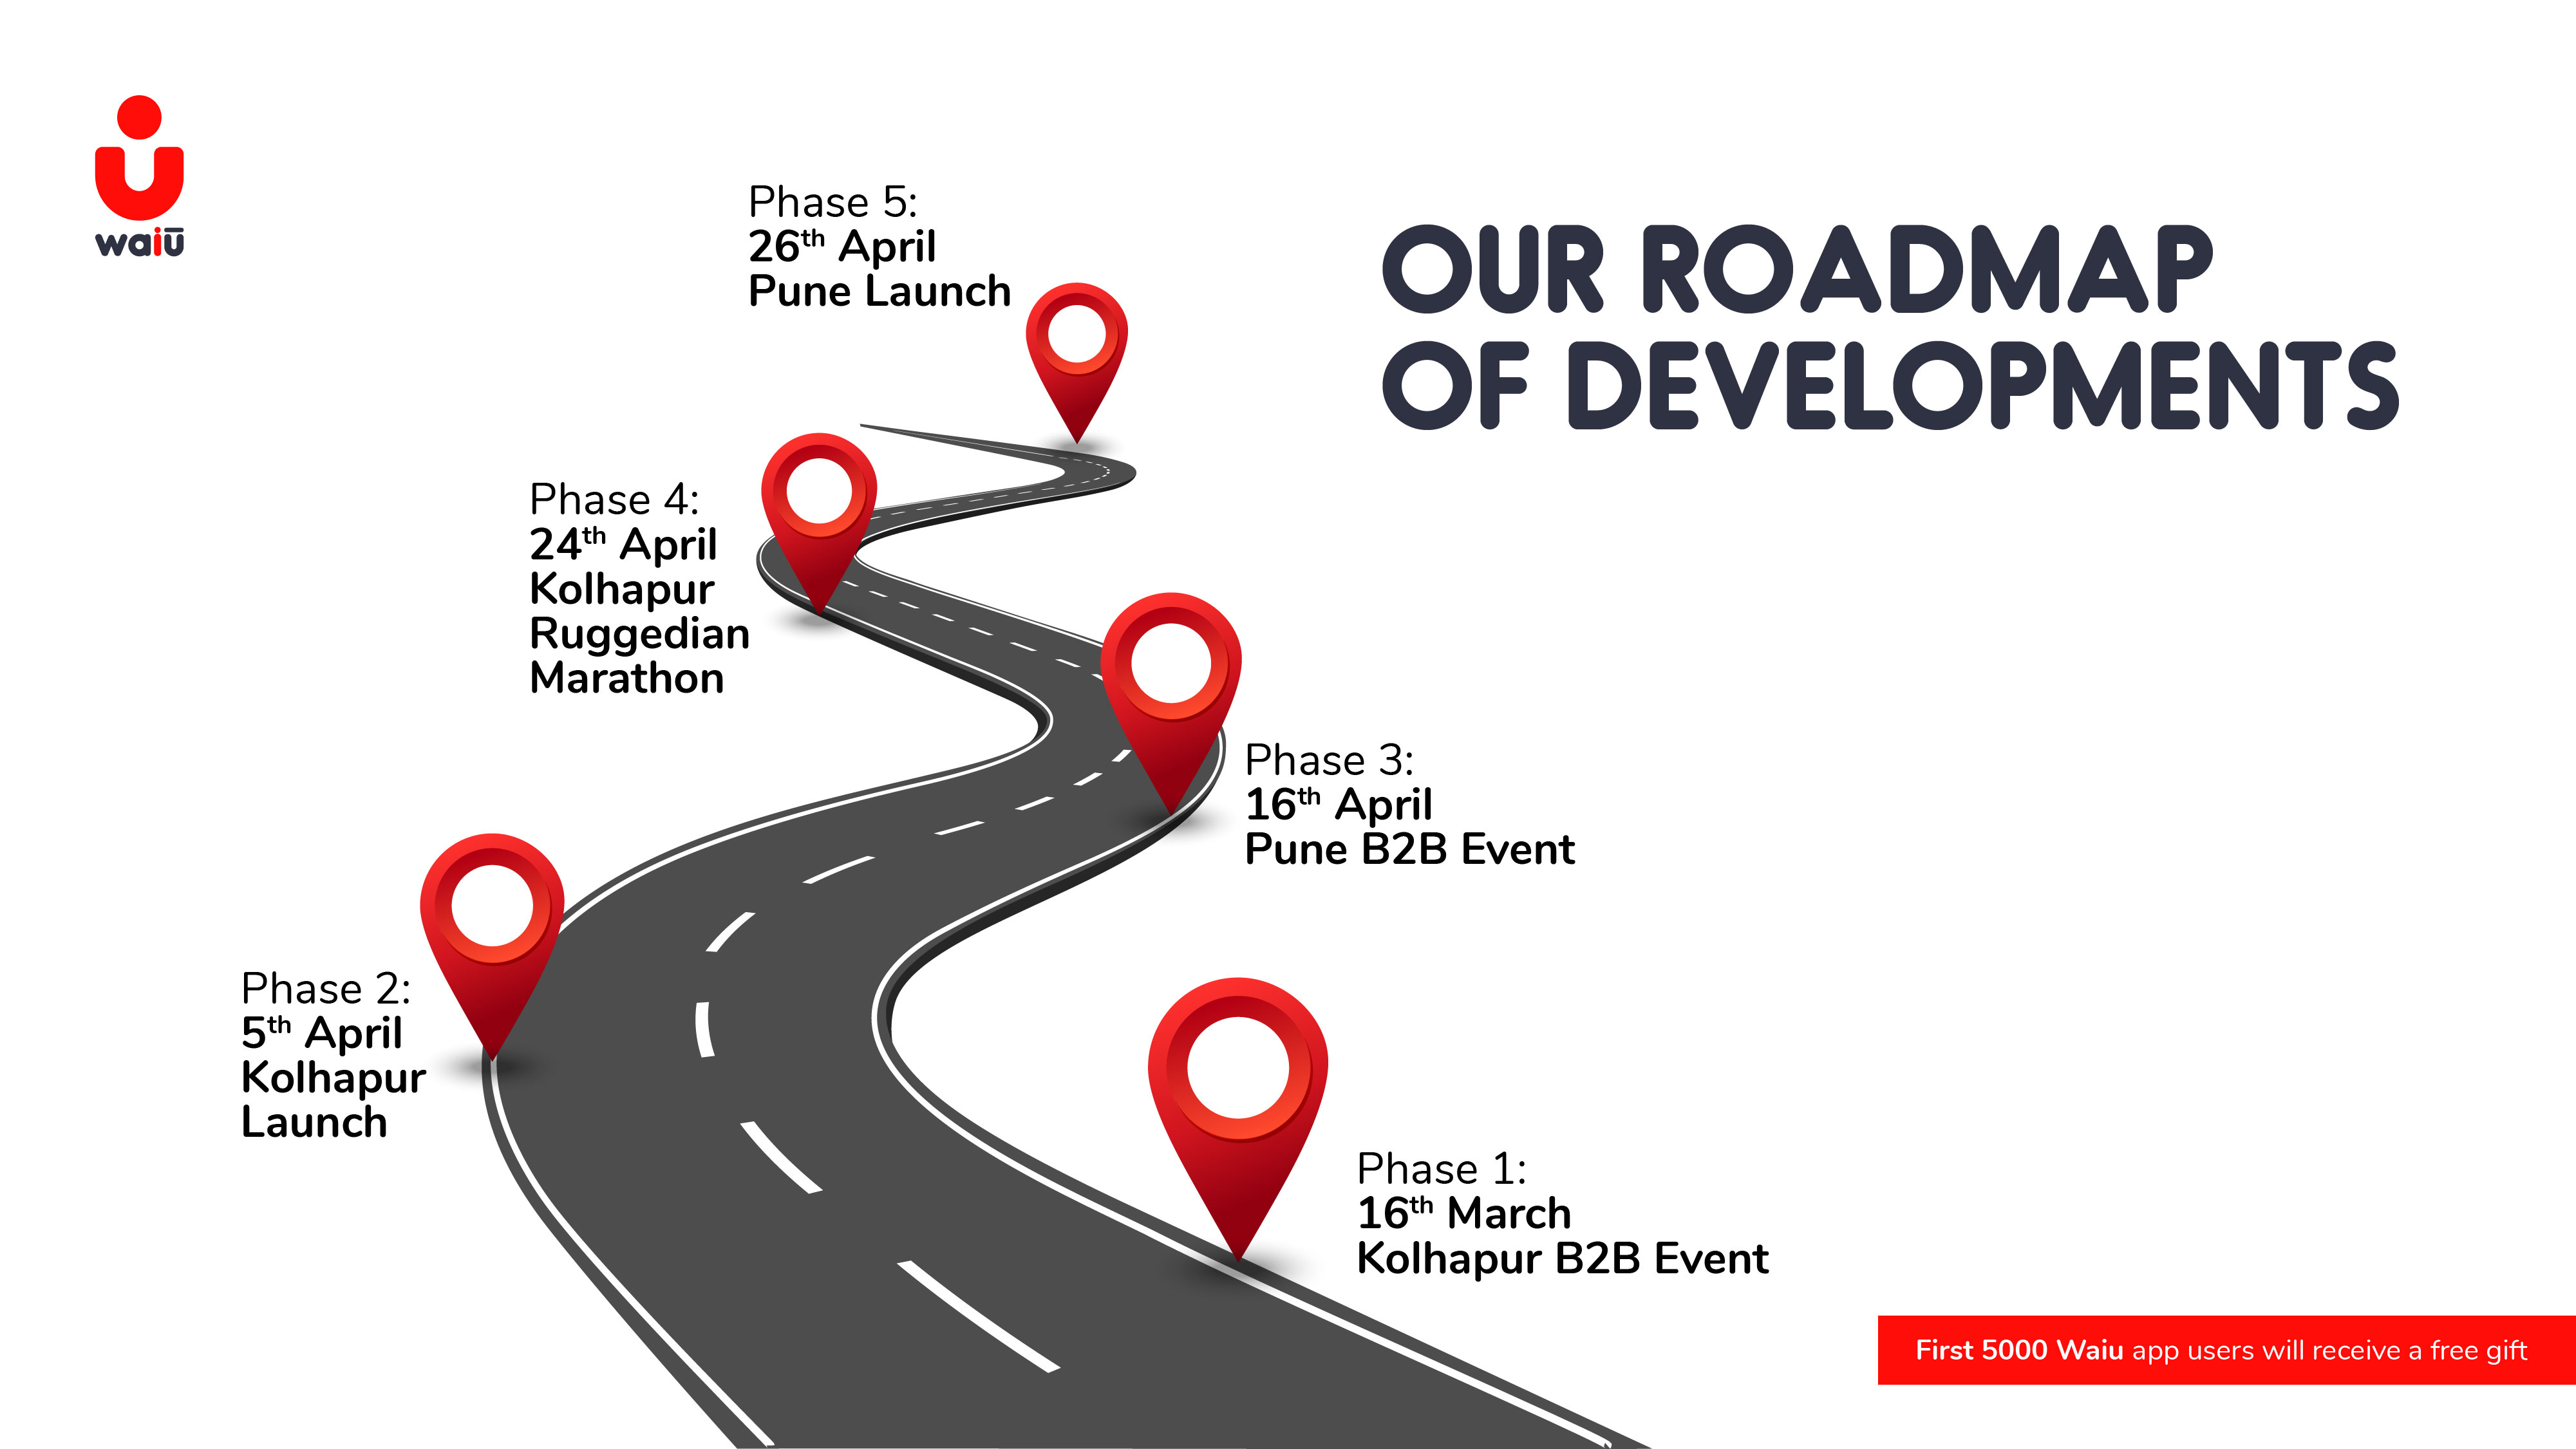 waiū
OUR ROADMAP
OF DEVELOPMENTS
Phase 5:
26th April
Pune Launch
Phase 4:
24th April
Kolhapur
Ruggedian
Marathon
Phase 3:
16th April
Pune B2B Event
Phase 2:
5th April
Kolhapur
Launch
Phase 1:
16th March
Kolhapur B2B Event
First 5000 Waiu app users will receive a free gift